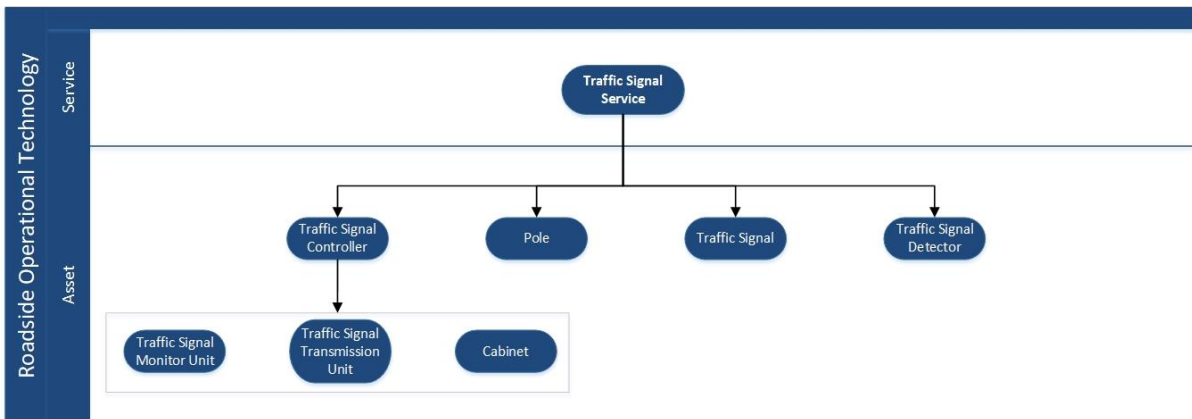 Roadside Operational Technology
Service
Traffic Signal
Service
Asset
Traffic Signal
Controller
Pole
Traffic Signal
Traffic Signal
Detector
Traffic Signal
Monitor Unit
Traffic Signal
Transmission
Unit
Cabinet